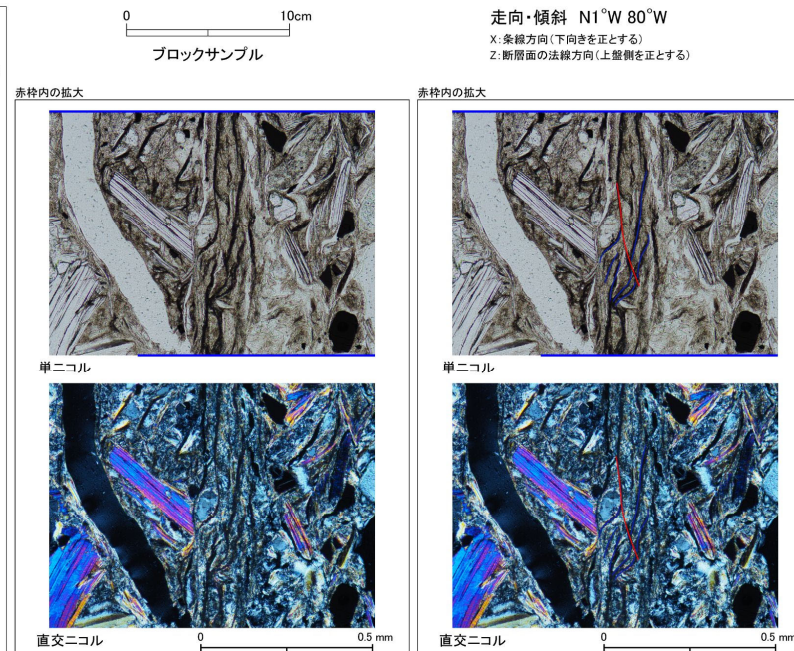 0 10cm
ブロックサンプル
走向・傾斜 N1°W 80°W
X:条線方向(下向きを正とする)
Z:断層面の法線方向(上盤側を正とする)
赤枠内の拡大
赤枠内の拡大
単ニコル
単ニコル
直交ニコル
0 0.5 mm
直交ニコル
0 0.5 mm